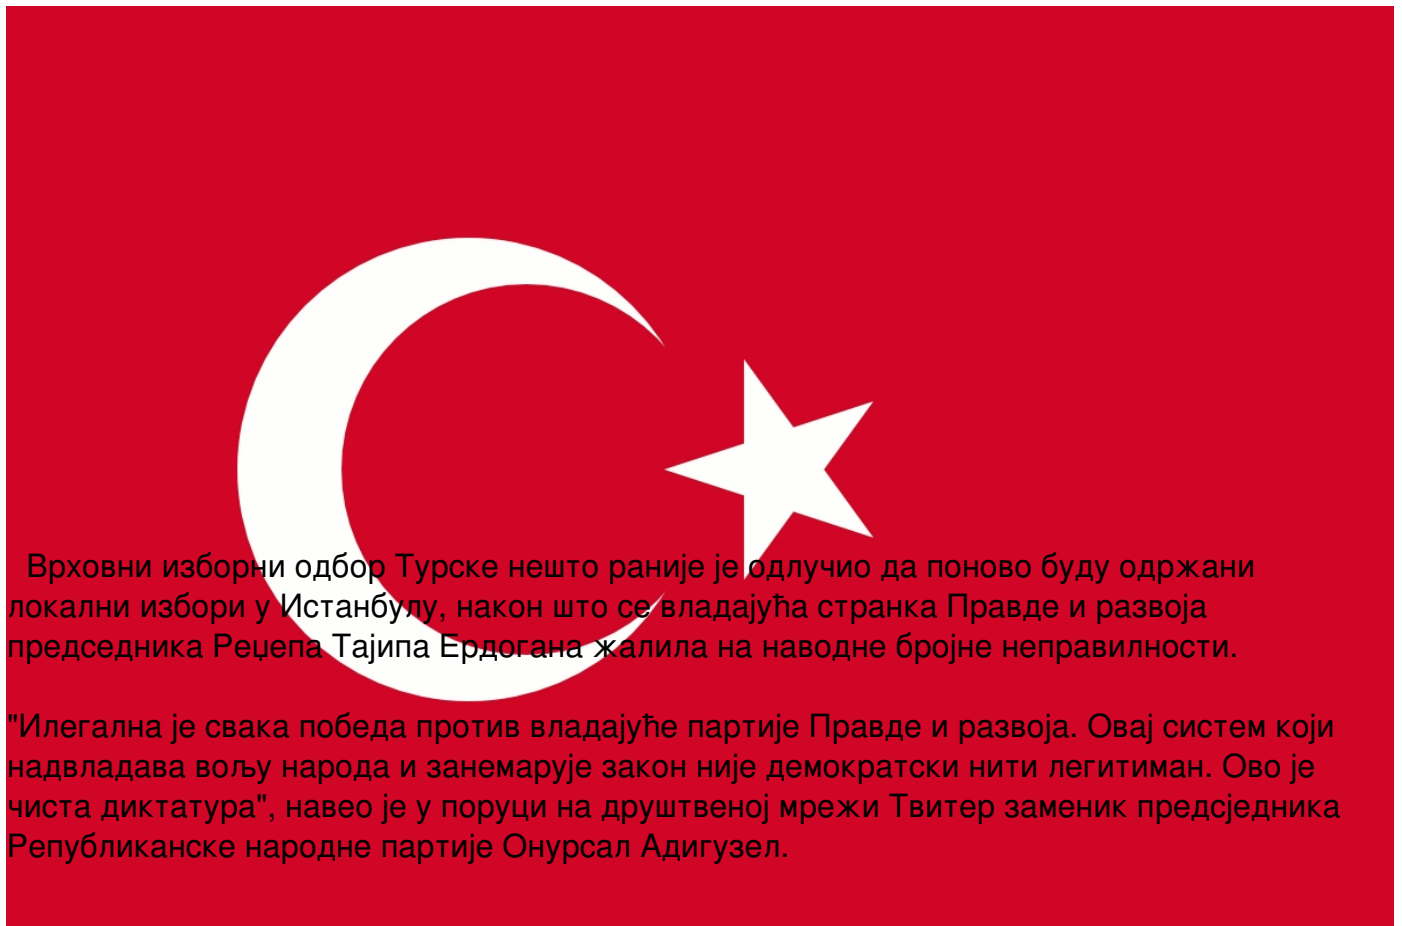 Врховни изборни одбор Турске нешто раније је одлучио да поново буду одржани
локални избори у Истанбулу, након што се владајућа странка Правде и развоја
председника Реџепа Тајипа Ердогана жалила на наводне бројне неправилности.
"Илегална је свака победа против владајуће партије Правде и развоја. Овај систем који
надвладава вољу народа и занемарује закон није демократски нити легитиман. Ово је
чиста диктатура", навео је у поруци на друштвеној мрежи Твитер заменик предсједника
Републиканске народне партије Онурсал Адигузел.